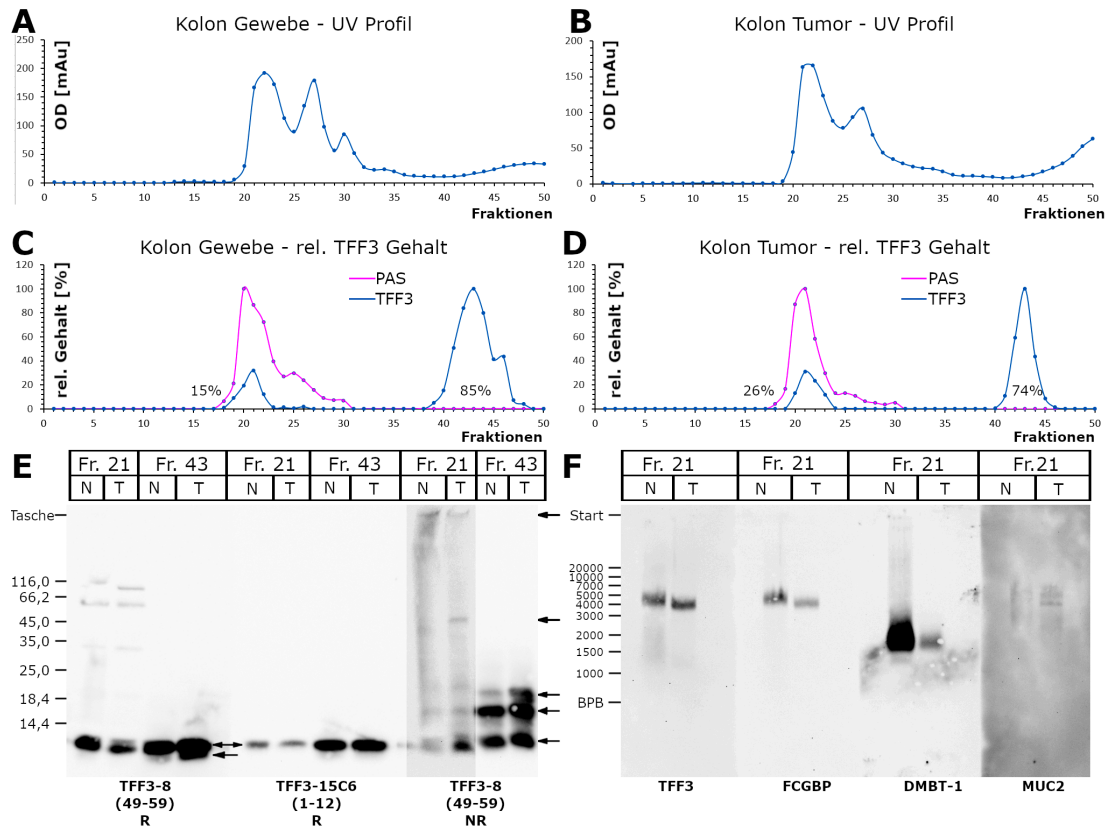 A
Kolon Gewebe - UV Profil
OD [mAu]
250
200
150
100
50
0
0 5 10 15 20 25 30 35 40 45 50
Fraktionen
B
Kolon Tumor - UV Profil
OD [mAu]
200
150
100
50
0
0 5 10 15 20 25 30 35 40 45 50
Fraktionen
C
Kolon Gewebe - rel. TFF3 Gehalt
rel. Gehalt [%]
120
100
80
60
40
20
0
PAS
TFF3
15%
85%
0 5 10 15 20 25 30 35 40 45 50
Fraktionen
D
Kolon Tumor - rel. TFF3 Gehalt
rel. Gehalt [%]
120
100
80
60
40
20
0
PAS
TFF3
26%
74%
0 5 10 15 20 25 30 35 40 45 50
Fraktionen
E
Fr. 21 Fr. 43 Fr. 21 Fr. 43 Fr. 21 Fr. 43
N T N T N T N T N T N T
Tasche
116,0
66,2
45,0
35,0
25,0
18,4
14,4
TFF3-8 TFF3-15C6 TFF3-8
(49-59) (1-12) (49-59)
R R NR
F
Fr. 21 Fr. 21 Fr. 21 Fr.21
N T N T N T N T
Start
20000
10000
7000
5000
4000
3000
2000
1500
1000
BPB
TFF3 FCGBP DMBT-1 MUC2